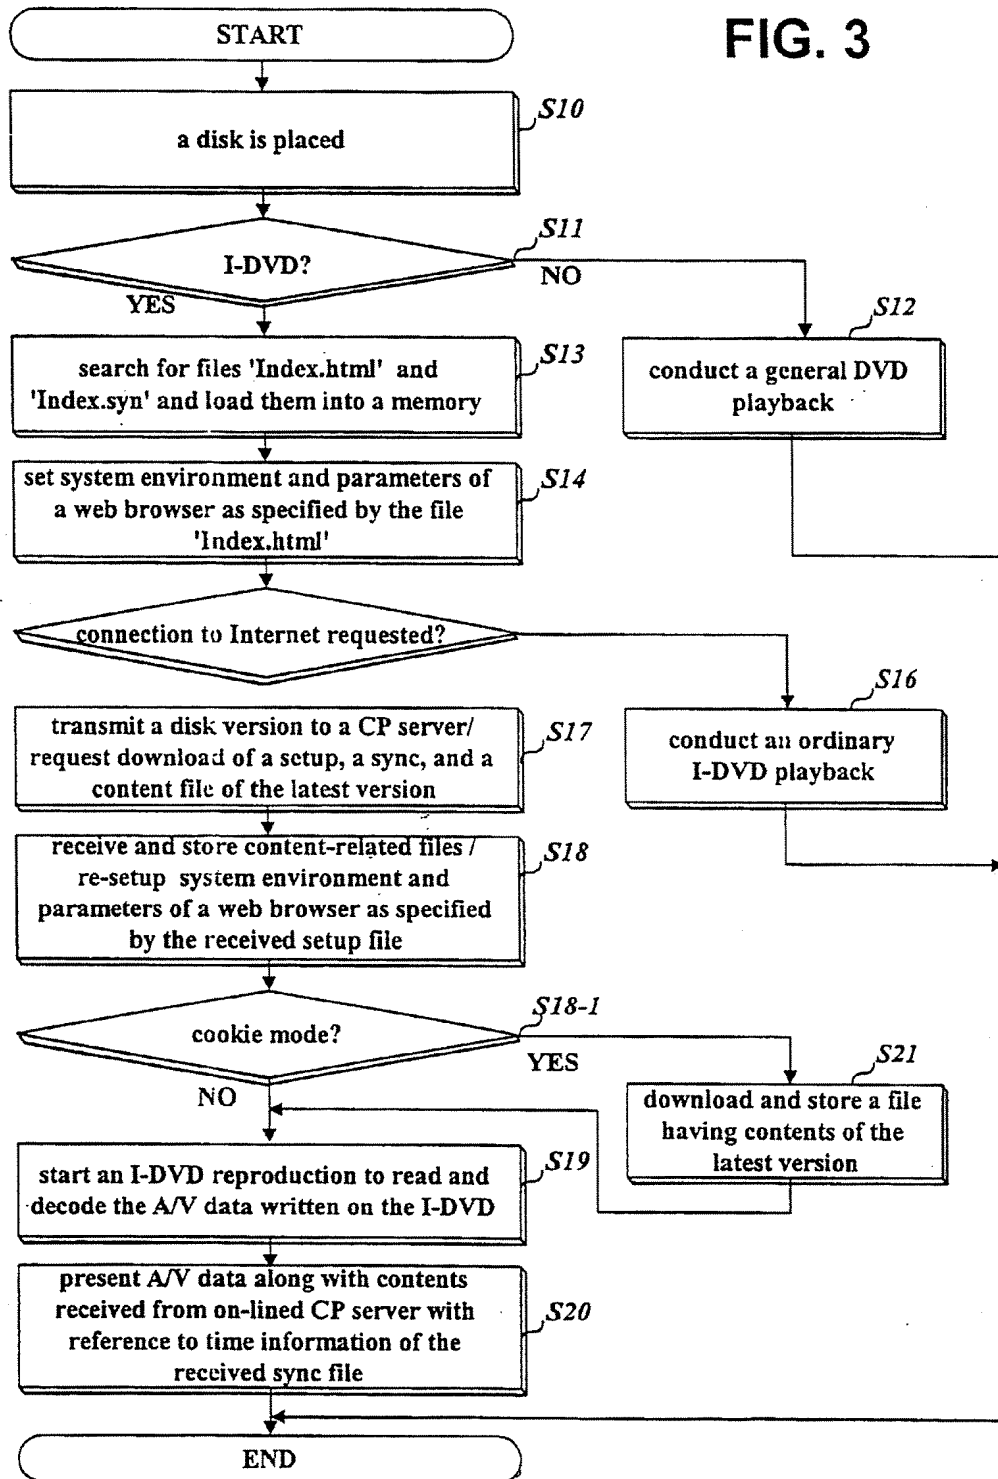 FIG. 3
START
S10
a disk is placed
S11
I-DVD?
NO
YES
S12
conduct a general DVD
playback
S13
search for files 'Index.html' and
'Index.syn' and load them into a memory
S14
set system environment and parameters of
a web browser as specified by the file
'Index.html'
connection to Internet requested?
S16
conduct an ordinary
I-DVD playback
S17
transmit a disk version to a CP server/
request download of a setup, a sync, and a
content file of the latest version
S18
receive and store content-related files /
re-setup system environment and
parameters of a web browser as specified
by the received setup file
S18-1
cookie mode?
YES
NO
S21
download and store a file
having contents of the
latest version
S19
start an I-DVD reproduction to read and
decode the A/V data written on the I-DVD
S20
present A/V data along with contents
received from on-lined CP server with
reference to time information of the
received sync file
END